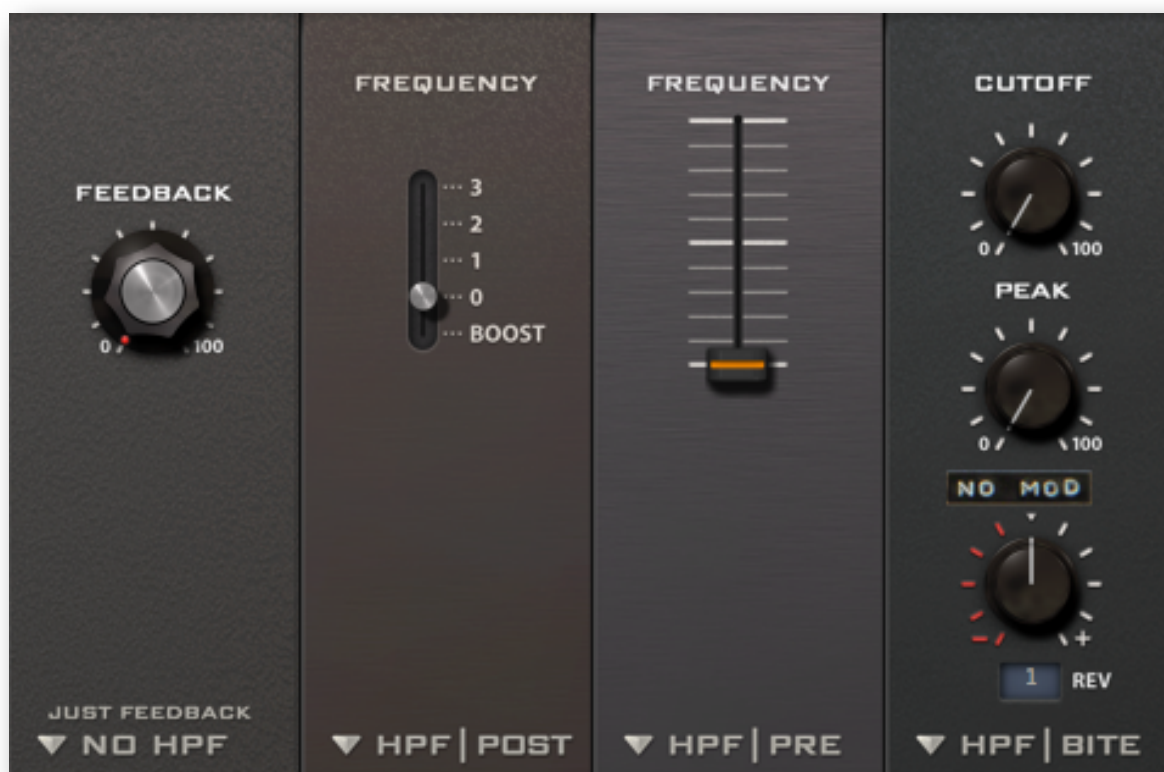 FEEDBACK
0 100
JUST FEEDBACK
NO HPF
FREQUENCY
3
2
1
0
BOOST
HPF|POST
FREQUENCY
HPF|PRE
CUTOFF
0 100
PEAK
0 100
NO MOD
- +
1 REV
HPF|BITE